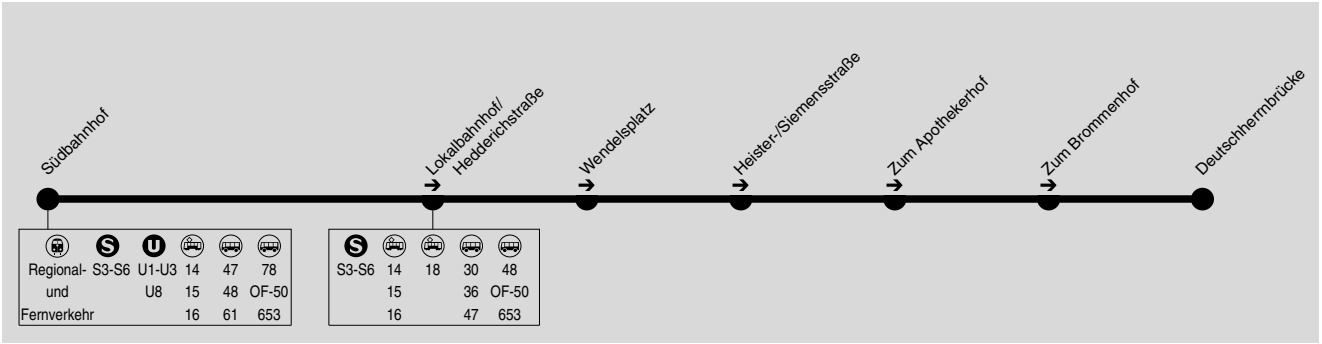 Südbahnhof
Lokalbahnhof/
Hedderichstraße
Wendelsplatz
Heister-/Siemensstraße
Zum Apothekerhof
Zum Brommenhof
Deutschherrnbrücke
S U
Regional- S3-S6 U1-U3 14 47 78
und U8 15 48 OF-50
Fernverkehr 16 61 653
S
S3-S6 14 18 30 48
15 36 OF-50
16 47 653